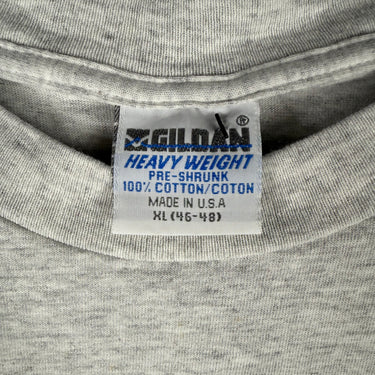 GILDAN®
HEAVY WEIGHT
PRE-SHRUNK
100% COTTON/COTON
MADE IN U.S.A
XL (46-48)